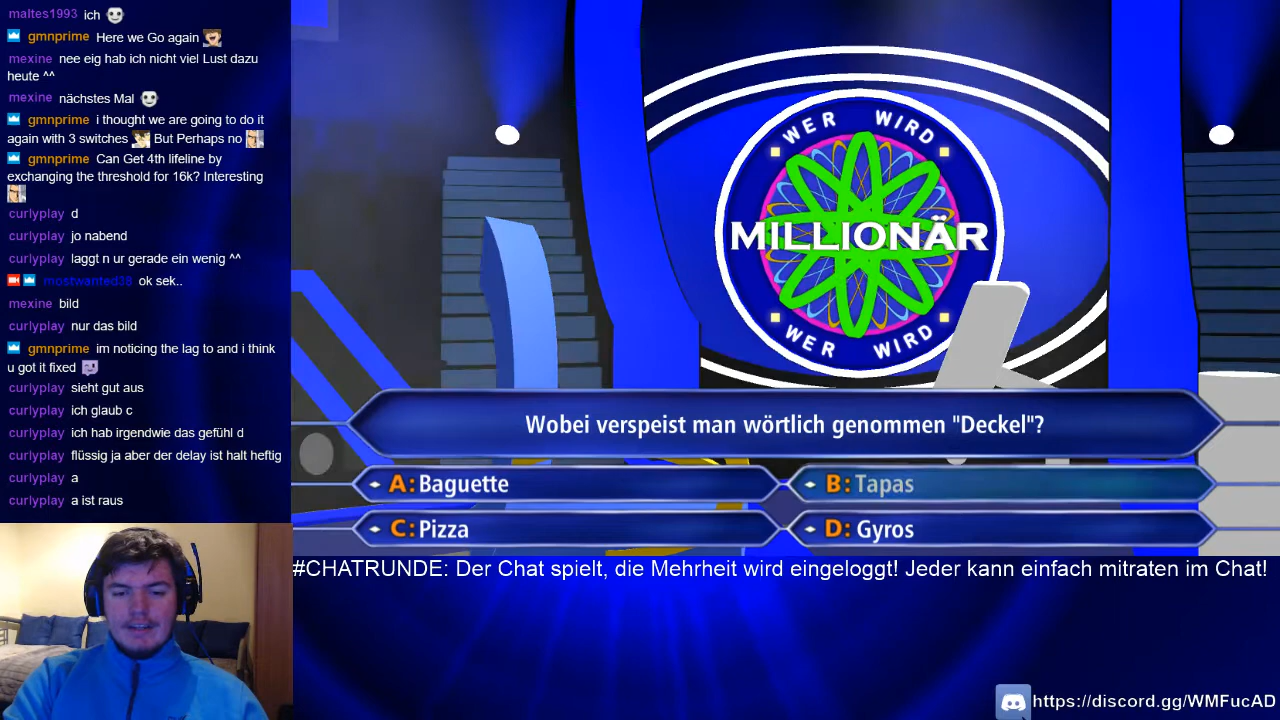 maltes1993 ich
gmnprime Here we Go again
mexine nee eig hab ich nicht viel Lust dazu
heute ^^
mexine nächstes Mal
gmnprime i thought we are going to do it
again with 3 switches But Perhaps no
gmnprime Can Get 4th lifeline by
exchanging the threshold for 16k? Interesting
curlyplay d
curlyplay jo nabend
curlyplay laggt n ur gerade ein wenig ^^
mostwanted38 ok sek..
mexine bild
curlyplay nur das bild
gmnprime im noticing the lag to and i think
u got it fixed
curlyplay sieht gut aus
curlyplay ich glaub c
curlyplay ich hab irgendwie das gefühl d
curlyplay flüssig ja aber der delay ist halt heftig
curlyplay a
curlyplay a ist raus
WER WIRD
MILLIONÄR
WER WIRD
Wobei verspeist man wörtlich genommen "Deckel"?
A: Baguette
B: Tapas
C: Pizza
D: Gyros
#CHATRUNDE: Der Chat spielt, die Mehrheit wird eingeloggt! Jeder kann einfach mitraten im Chat!
https://discord.gg/WMFucAD